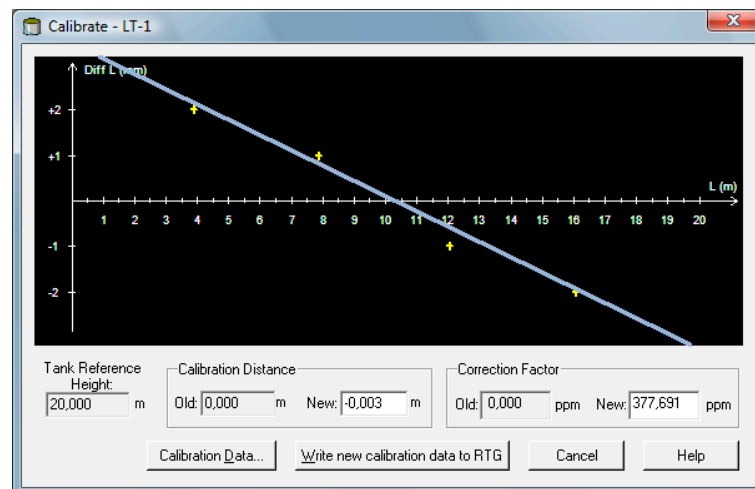 Calibrate - LT-1
Diff L (mm)
+2
+1
L (m)
1 2 3 4 5 6 7 8 9 10 11 12 13 14 15 16 17 18 19 20
-1
-2
Tank Reference Height:
20,000 m
Calibration Distance
Old: 0,000 m New: -0,003 m
Correction Factor
Old: 0,000 ppm New: 377,691 ppm
Calibration Data... Write new calibration data to RTG Cancel Help